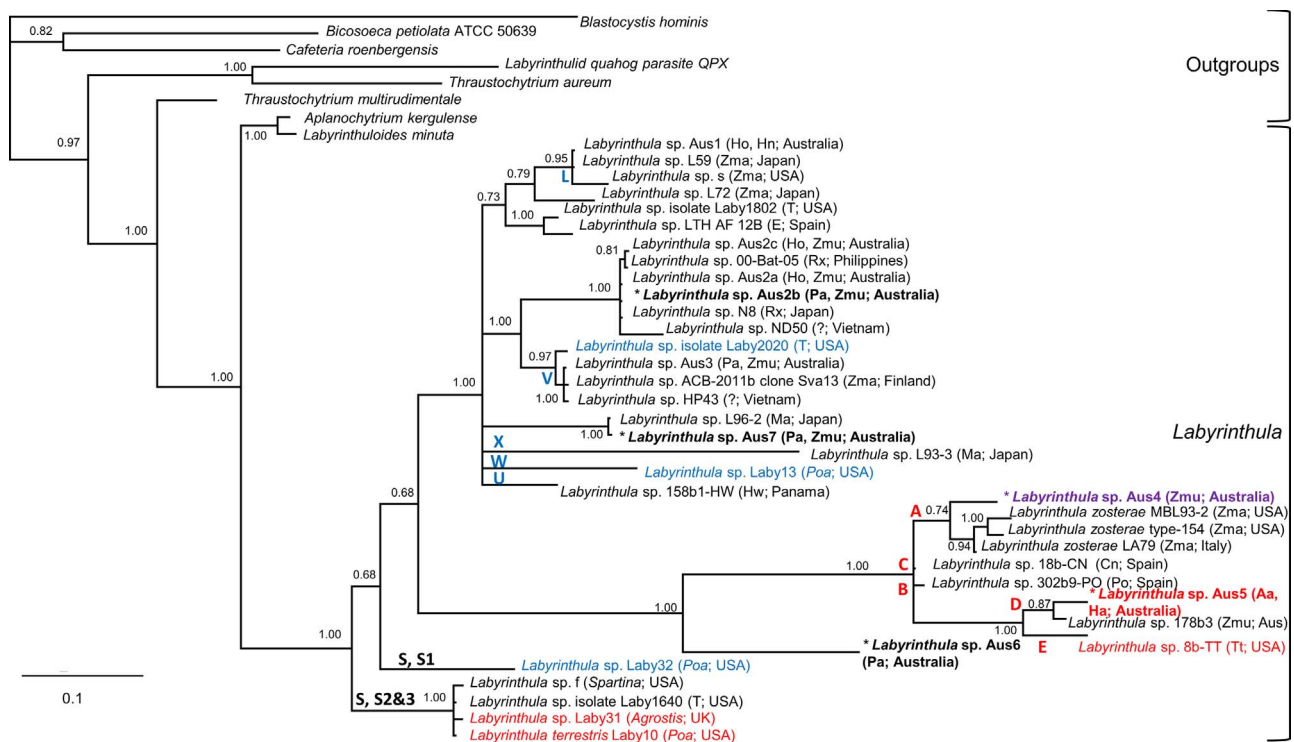 Blastocystis hominis
0.82
Bicosoeca petiolata ATCC 50639
Cafeteria roenbergensis
Labyrinthulid quahog parasite QPX
1.00
Outgroups
Thraustochytrium aureum
Thraustochytrium multirudimentale
Aplanochytrium kergulense
1.00
Labyrinthuloides minuta
0.97
Labyrinthula sp. Aus1 (Ho, Hn; Australia)
0.95
Labyrinthula sp. L59 (Zma; Japan)
0.79
L
Labyrinthula sp. s (Zma; USA)
0.73
Labyrinthula sp. L72 (Zma; Japan)
Labyrinthula sp. isolate Laby1802 (T; USA)
1.00
Labyrinthula sp. LTH AF 12B (E; Spain)
1.00
Labyrinthula sp. Aus2c (Ho, Zmu; Australia)
0.81
Labyrinthula sp. 00-Bat-05 (Rx; Philippines)
Labyrinthula sp. Aus2a (Ho, Zmu; Australia)
1.00
* Labyrinthula sp. Aus2b (Pa, Zmu; Australia)
Labyrinthula sp. N8 (Rx; Japan)
1.00
Labyrinthula sp. ND50 (?; Vietnam)
Labyrinthula sp. isolate Laby2020 (T; USA)
0.97
Labyrinthula sp. Aus3 (Pa, Zmu; Australia)
1.00
V
Labyrinthula sp. ACB-2011b clone Sva13 (Zma; Finland)
1.00
1.00
Labyrinthula sp. HP43 (?; Vietnam)
Labyrinthula sp. L96-2 (Ma; Japan)
1.00
* Labyrinthula sp. Aus7 (Pa, Zmu; Australia)
Labyrinthula
X
Labyrinthula sp. L93-3 (Ma; Japan)
W
Labyrinthula sp. Laby13 (Poa; USA)
U
Labyrinthula sp. 158b1-HW (Hw; Panama)
0.68
* Labyrinthula sp. Aus4 (Zmu; Australia)
A
0.74
Labyrinthula zosterae MBL93-2 (Zma; USA)
1.00
Labyrinthula zosterae type-154 (Zma; USA)
0.94
Labyrinthula zosterae LA79 (Zma; Italy)
C
1.00
Labyrinthula sp. 18b-CN (Cn; Spain)
0.68
B
Labyrinthula sp. 302b9-PO (Po; Spain)
* Labyrinthula sp. Aus5 (Aa,
Ha; Australia)
D
0.87
1.00
Labyrinthula sp. 178b3 (Zmu; Aus)
1.00
1.00
E
Labyrinthula sp. 8b-TT (Tt; USA)
* Labyrinthula sp. Aus6
(Pa; Australia)
S, S1
Labyrinthula sp. Laby32 (Poa; USA)
Labyrinthula sp. f (Spartina; USA)
S, S2&3
1.00
Labyrinthula sp. isolate Laby1640 (T; USA)
0.1
Labyrinthula sp. Laby31 (Agrostis; UK)
Labyrinthula terrestris Laby10 (Poa; USA)